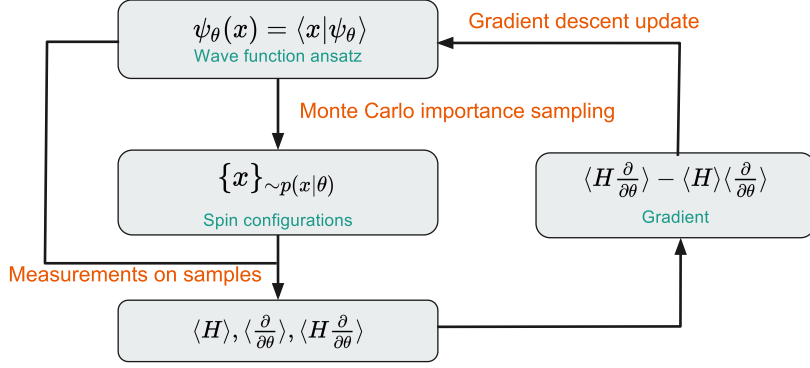 ψ_θ(x) = ⟨x|ψ_θ⟩
Wave function ansatz
Gradient descent update
Monte Carlo importance sampling
{x}_{∼p(x|θ)}
Spin configurations
⟨H ∂/∂θ⟩ − ⟨H⟩⟨∂/∂θ⟩
Gradient
Measurements on samples
⟨H⟩, ⟨∂/∂θ⟩, ⟨H ∂/∂θ⟩